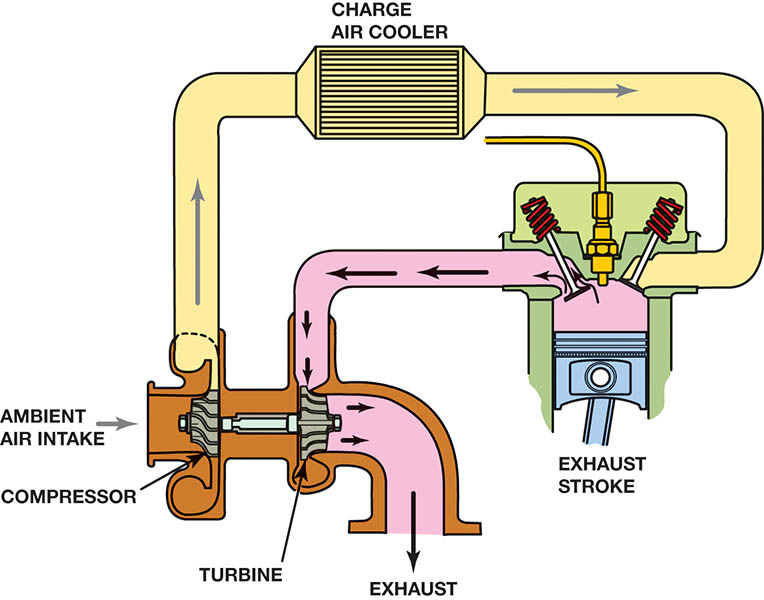 CHARGE
AIR COOLER
AMBIENT
AIR INTAKE
COMPRESSOR
EXHAUST
STROKE
TURBINE
EXHAUST